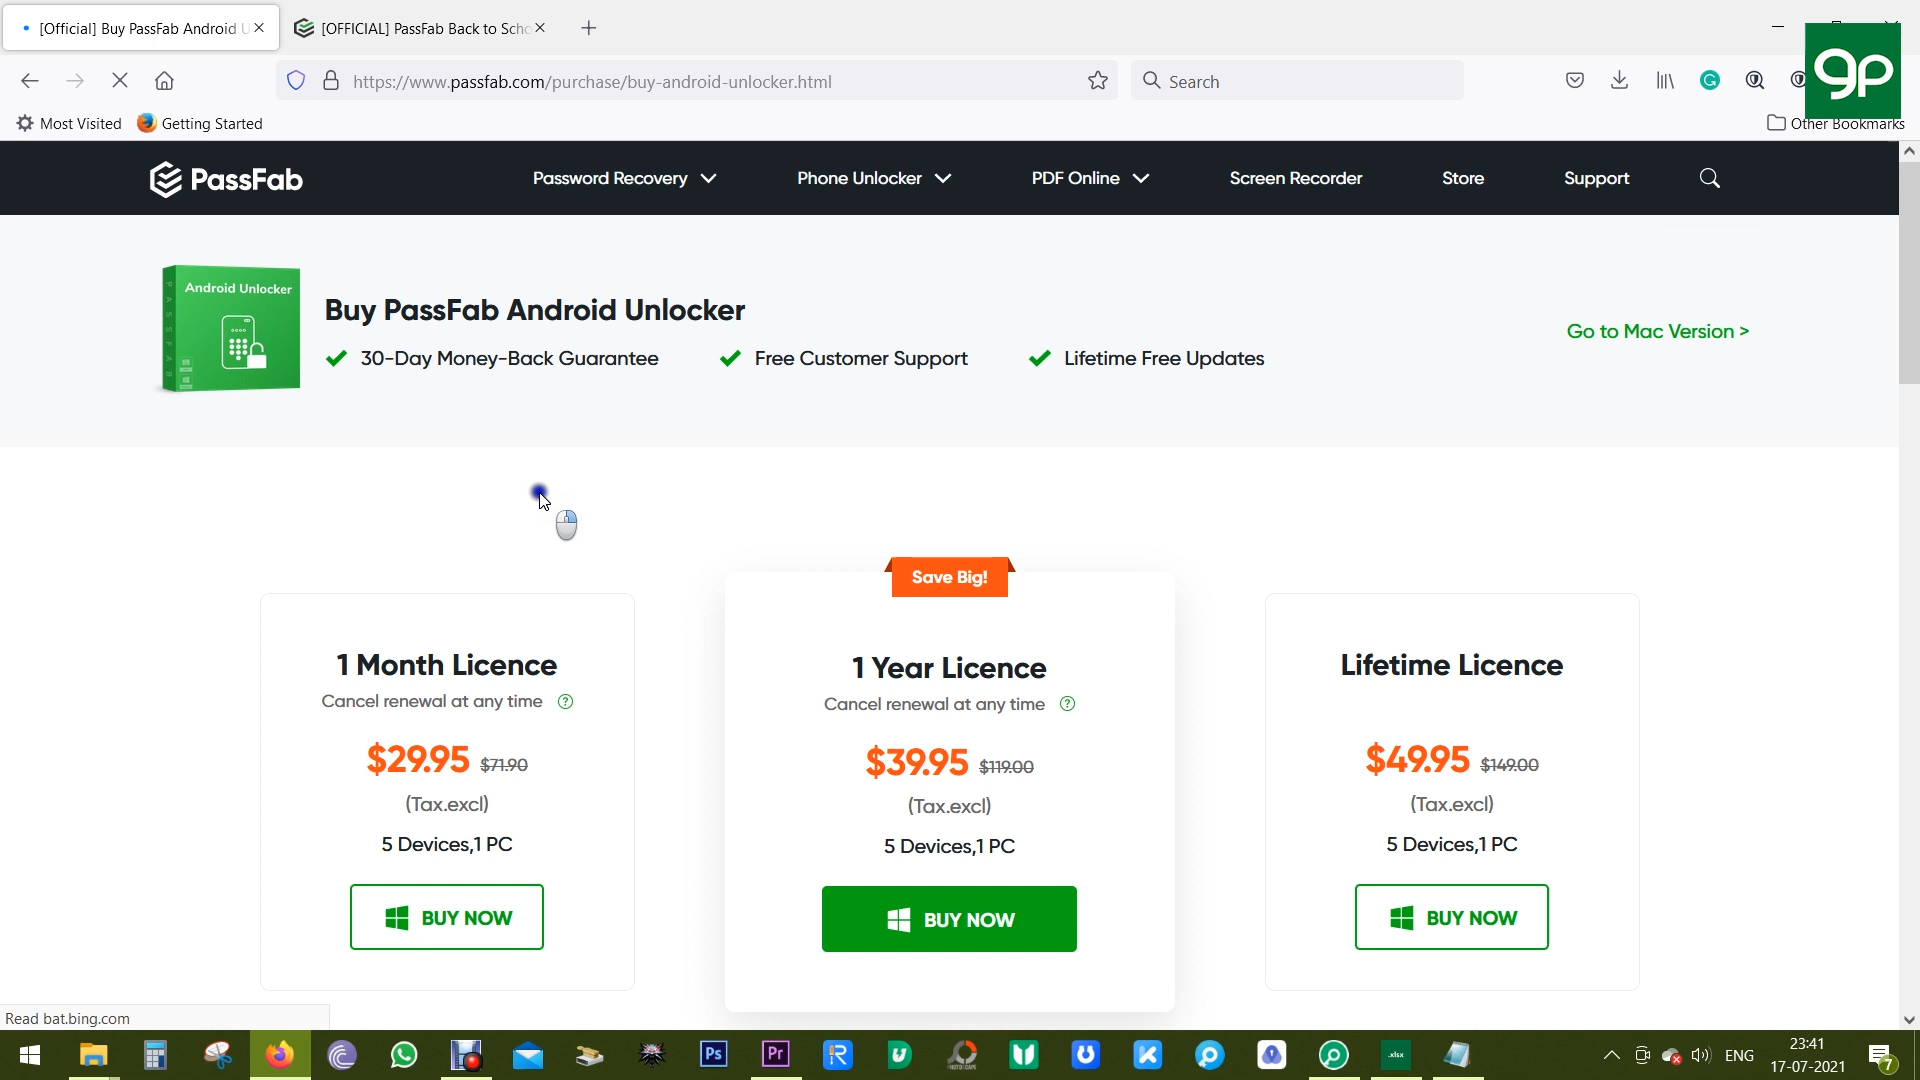 [Official] Buy PassFab Android U
[OFFICIAL] PassFab Back to Scho
https://www.passfab.com/purchase/buy-android-unlocker.html
Search
gp
Most Visited
Getting Started
Other Bookmarks
PassFab
Password Recovery
Phone Unlocker
PDF Online
Screen Recorder
Store
Support
Android Unlocker
PASSFAB
Buy PassFab Android Unlocker
30-Day Money-Back Guarantee
Free Customer Support
Lifetime Free Updates
Go to Mac Version >
Save Big!
1 Month Licence
Cancel renewal at any time ?
$29.95 $71.90
(Tax.excl)
5 Devices,1 PC
BUY NOW
1 Year Licence
Cancel renewal at any time ?
$39.95 $119.00
(Tax.excl)
5 Devices,1 PC
BUY NOW
Lifetime Licence
$49.95 $149.00
(Tax.excl)
5 Devices,1 PC
BUY NOW
Read bat.bing.com
Ps
Pr
.xlsx
ENG
23:41
17-07-2021
7